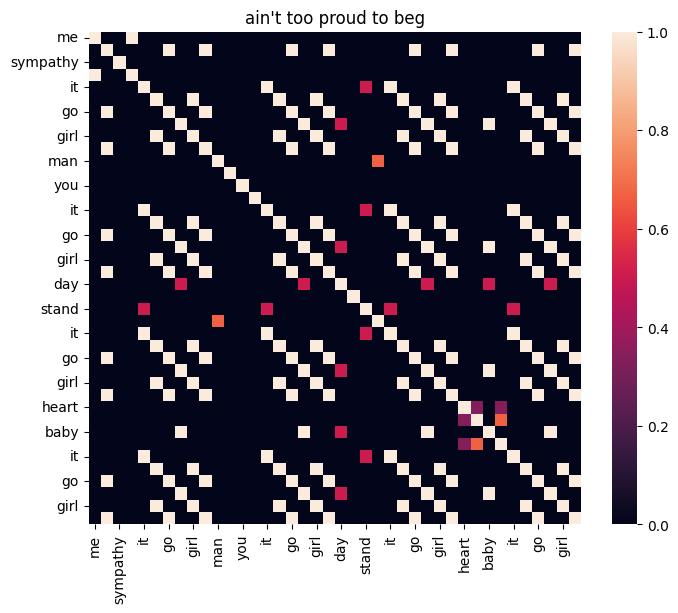 ain't too proud to beg
me
sympathy
it
go
girl
man
you
it
go
girl
day
stand
it
go
girl
heart
baby
it
go
girl
1.0
0.8
0.6
0.4
0.2
0.0
me
sympathy
it
go
girl
man
you
it
go
girl
day
stand
it
go
girl
heart
baby
it
go
girl